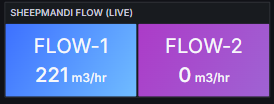 SHEEPMANDI FLOW (LIVE)
FLOW-1 FLOW-2
221 m3/hr 0 m3/hr